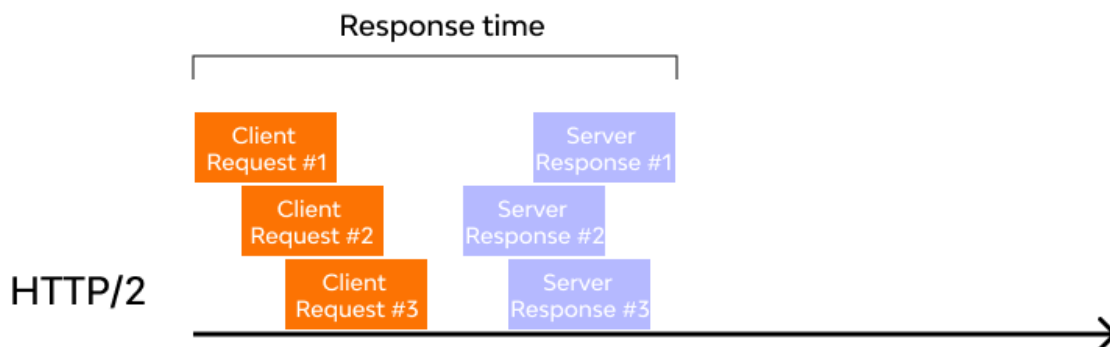 Response time
Client
Request #1
Server
Response #1
Client
Request #2
Server
Response #2
HTTP/2
Client
Request #3
Server
Response #3